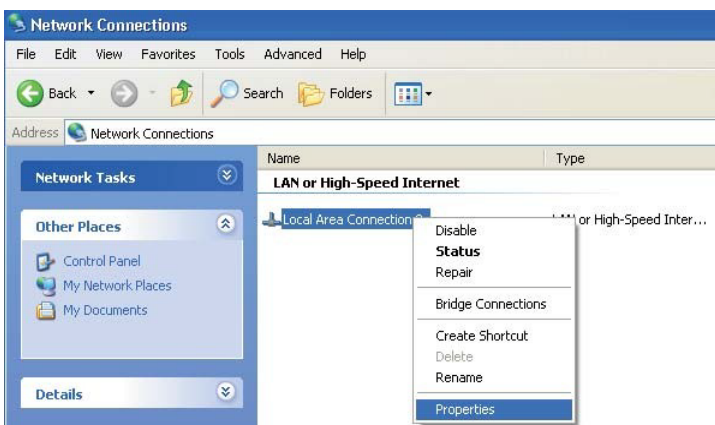 Network Connections
File Edit View Favorites Tools Advanced Help
Back Search Folders
Address Network Connections
Name Type
Network Tasks
LAN or High-Speed Internet
Other Places
Local Area Connection
LAN or High-Speed Inter...
Control Panel
My Network Places
My Documents
Details
Disable
Status
Repair
Bridge Connections
Create Shortcut
Delete
Rename
Properties